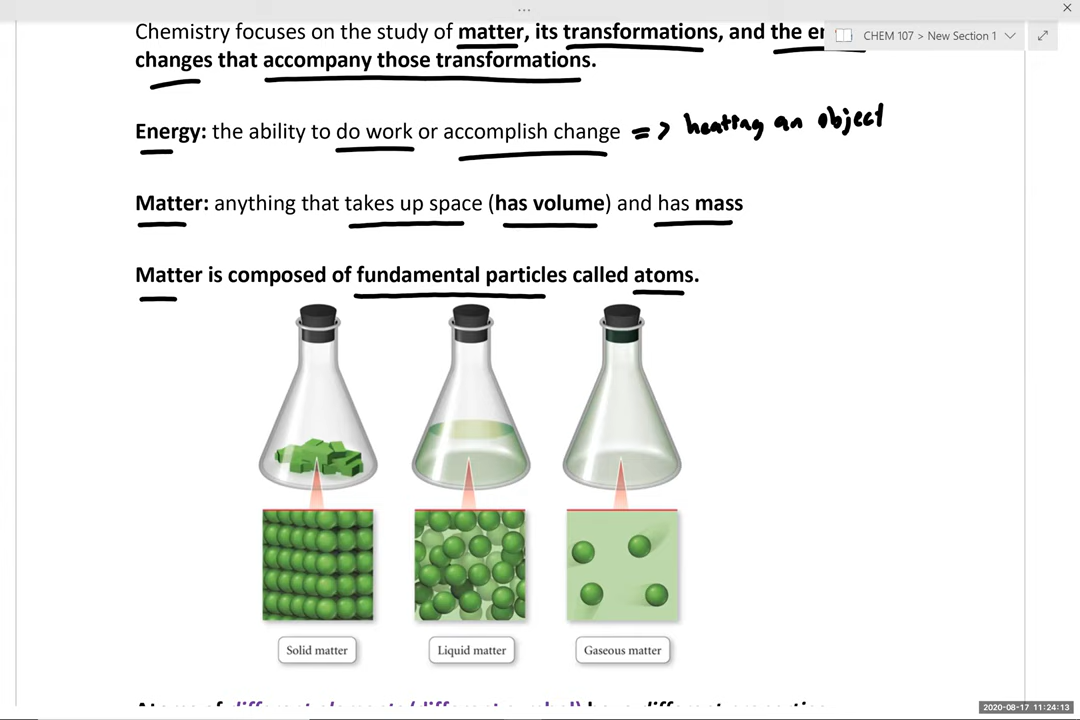 Chemistry focuses on the study of matter, its transformations, and the
CHEM 107 > New Section 1
changes that accompany those transformations.
Energy: the ability to do work or accomplish change => heating an object
Matter: anything that takes up space (has volume) and has mass
Matter is composed of fundamental particles called atoms.
Solid matter
Liquid matter
Gaseous matter
2020-08-17 11:24:13